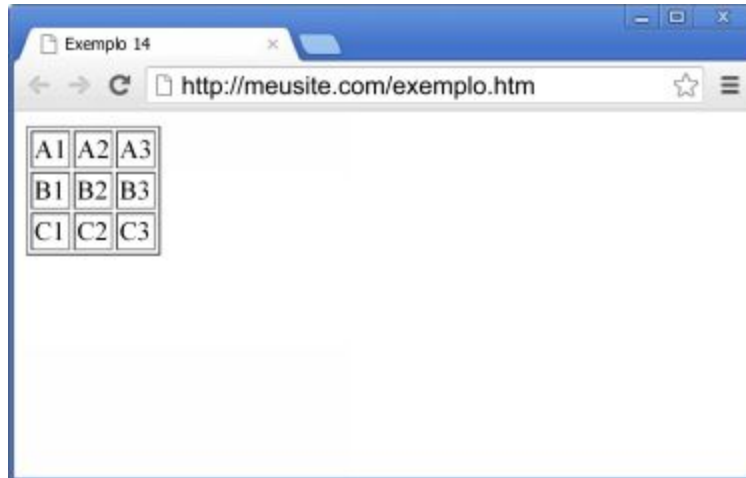 Exemplo 14
http://meusite.com/exemplo.htm
A1 A2 A3
B1 B2 B3
C1 C2 C3